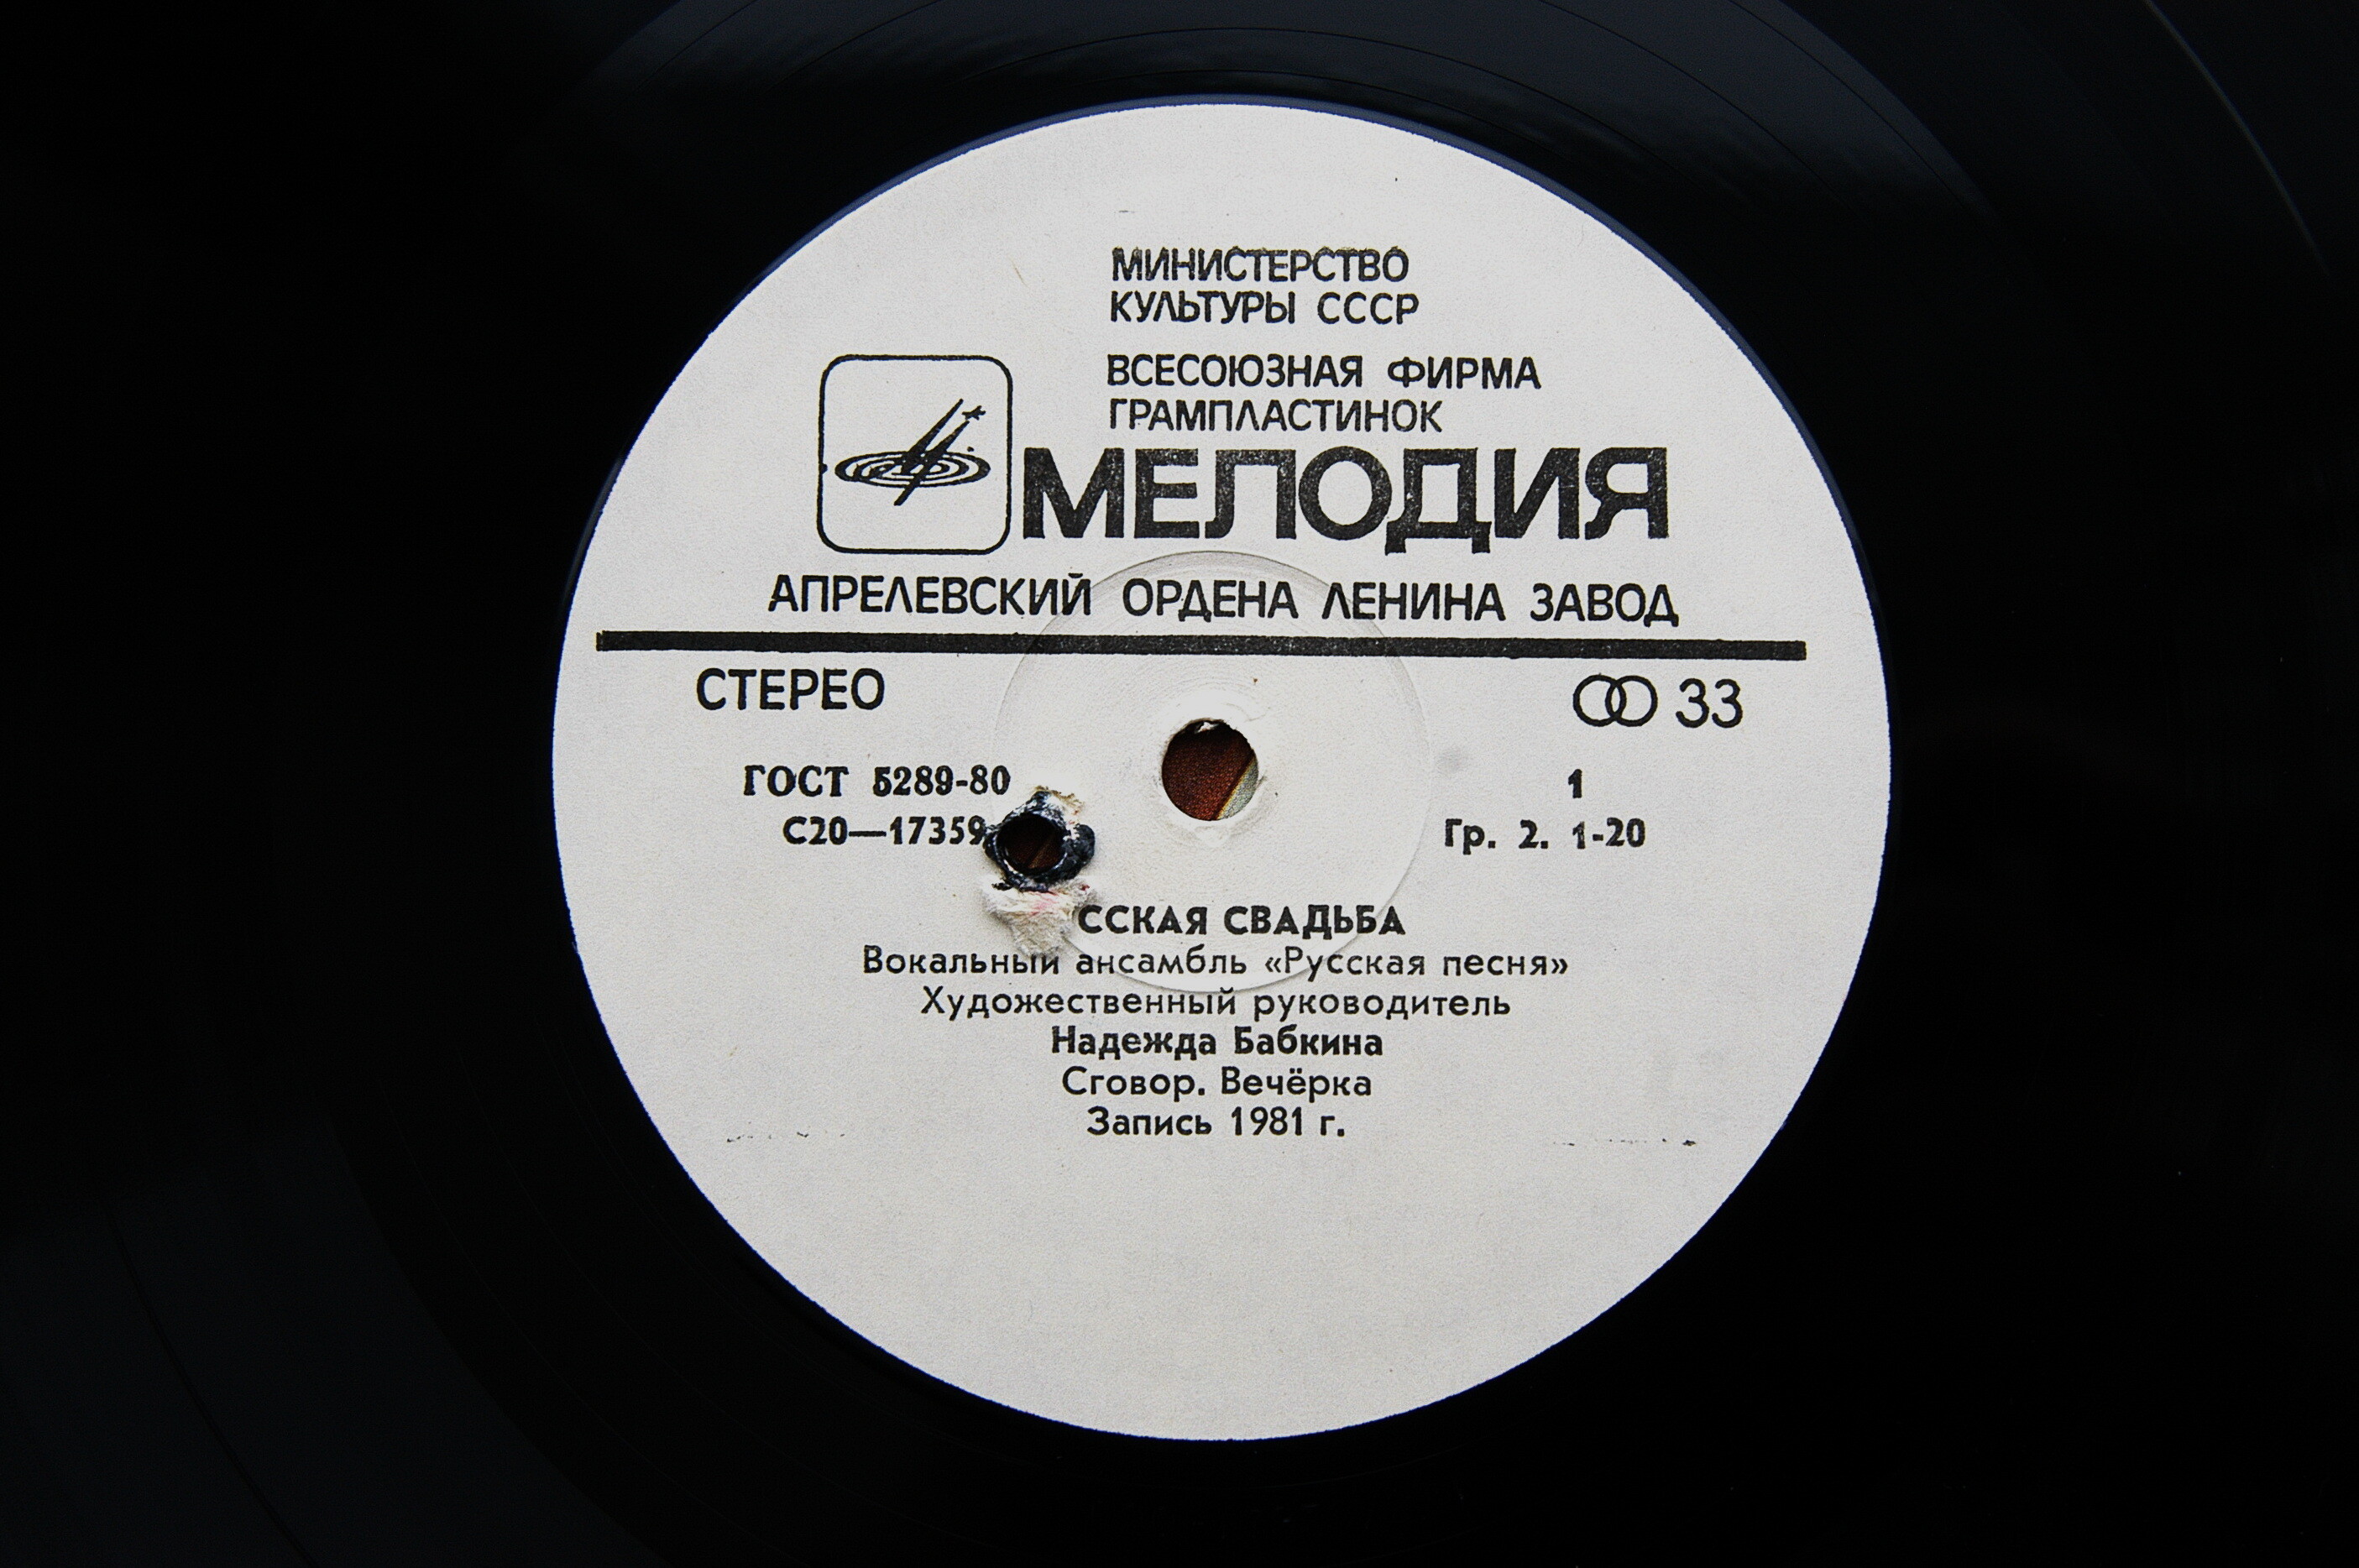 МИНИСТЕРСТВО
КУЛЬТУРЫ СССР
ВСЕСОЮЗНАЯ ФИРМА
ГРАМПЛАСТИНОК
МЕЛОДИЯ
АПРЕЛЕВСКИЙ ОРДЕНА ЛЕНИНА ЗАВОД
СТЕРЕО 33
ГОСТ 5289-80 1
С20—17359 Гр. 2. 1-20
ССКАЯ СВАДЬБА
Вокальный ансамбль «Русская песня»
Художественный руководитель
Надежда Бабкина
Сговор. Вечёрка
Запись 1981 г.